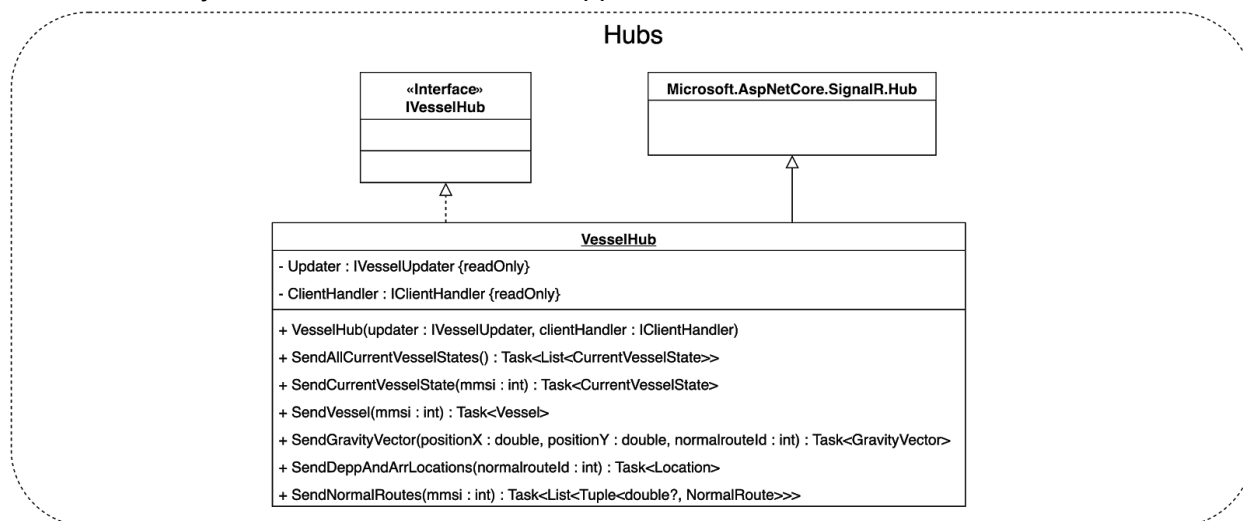 Hubs
«Interface»
IVesselHub
Microsoft.AspNetCore.SignalR.Hub
VesselHub
- Updater : IVesselUpdater {readOnly}
- ClientHandler : IClientHandler {readOnly}
+ VesselHub(updater : IVesselUpdater, clientHandler : IClientHandler)
+ SendAllCurrentVesselStates() : Task<List<CurrentVesselState>>
+ SendCurrentVesselState(mmsi : int) : Task<CurrentVesselState>
+ SendVessel(mmsi : int) : Task<Vessel>
+ SendGravityVector(positionX : double, positionY : double, normalrouteId : int) : Task<GravityVector>
+ SendDeppAndArrLocations(normalrouteId : int) : Task<Location>
+ SendNormalRoutes(mmsi : int) : Task<List<Tuple<double?, NormalRoute>>>